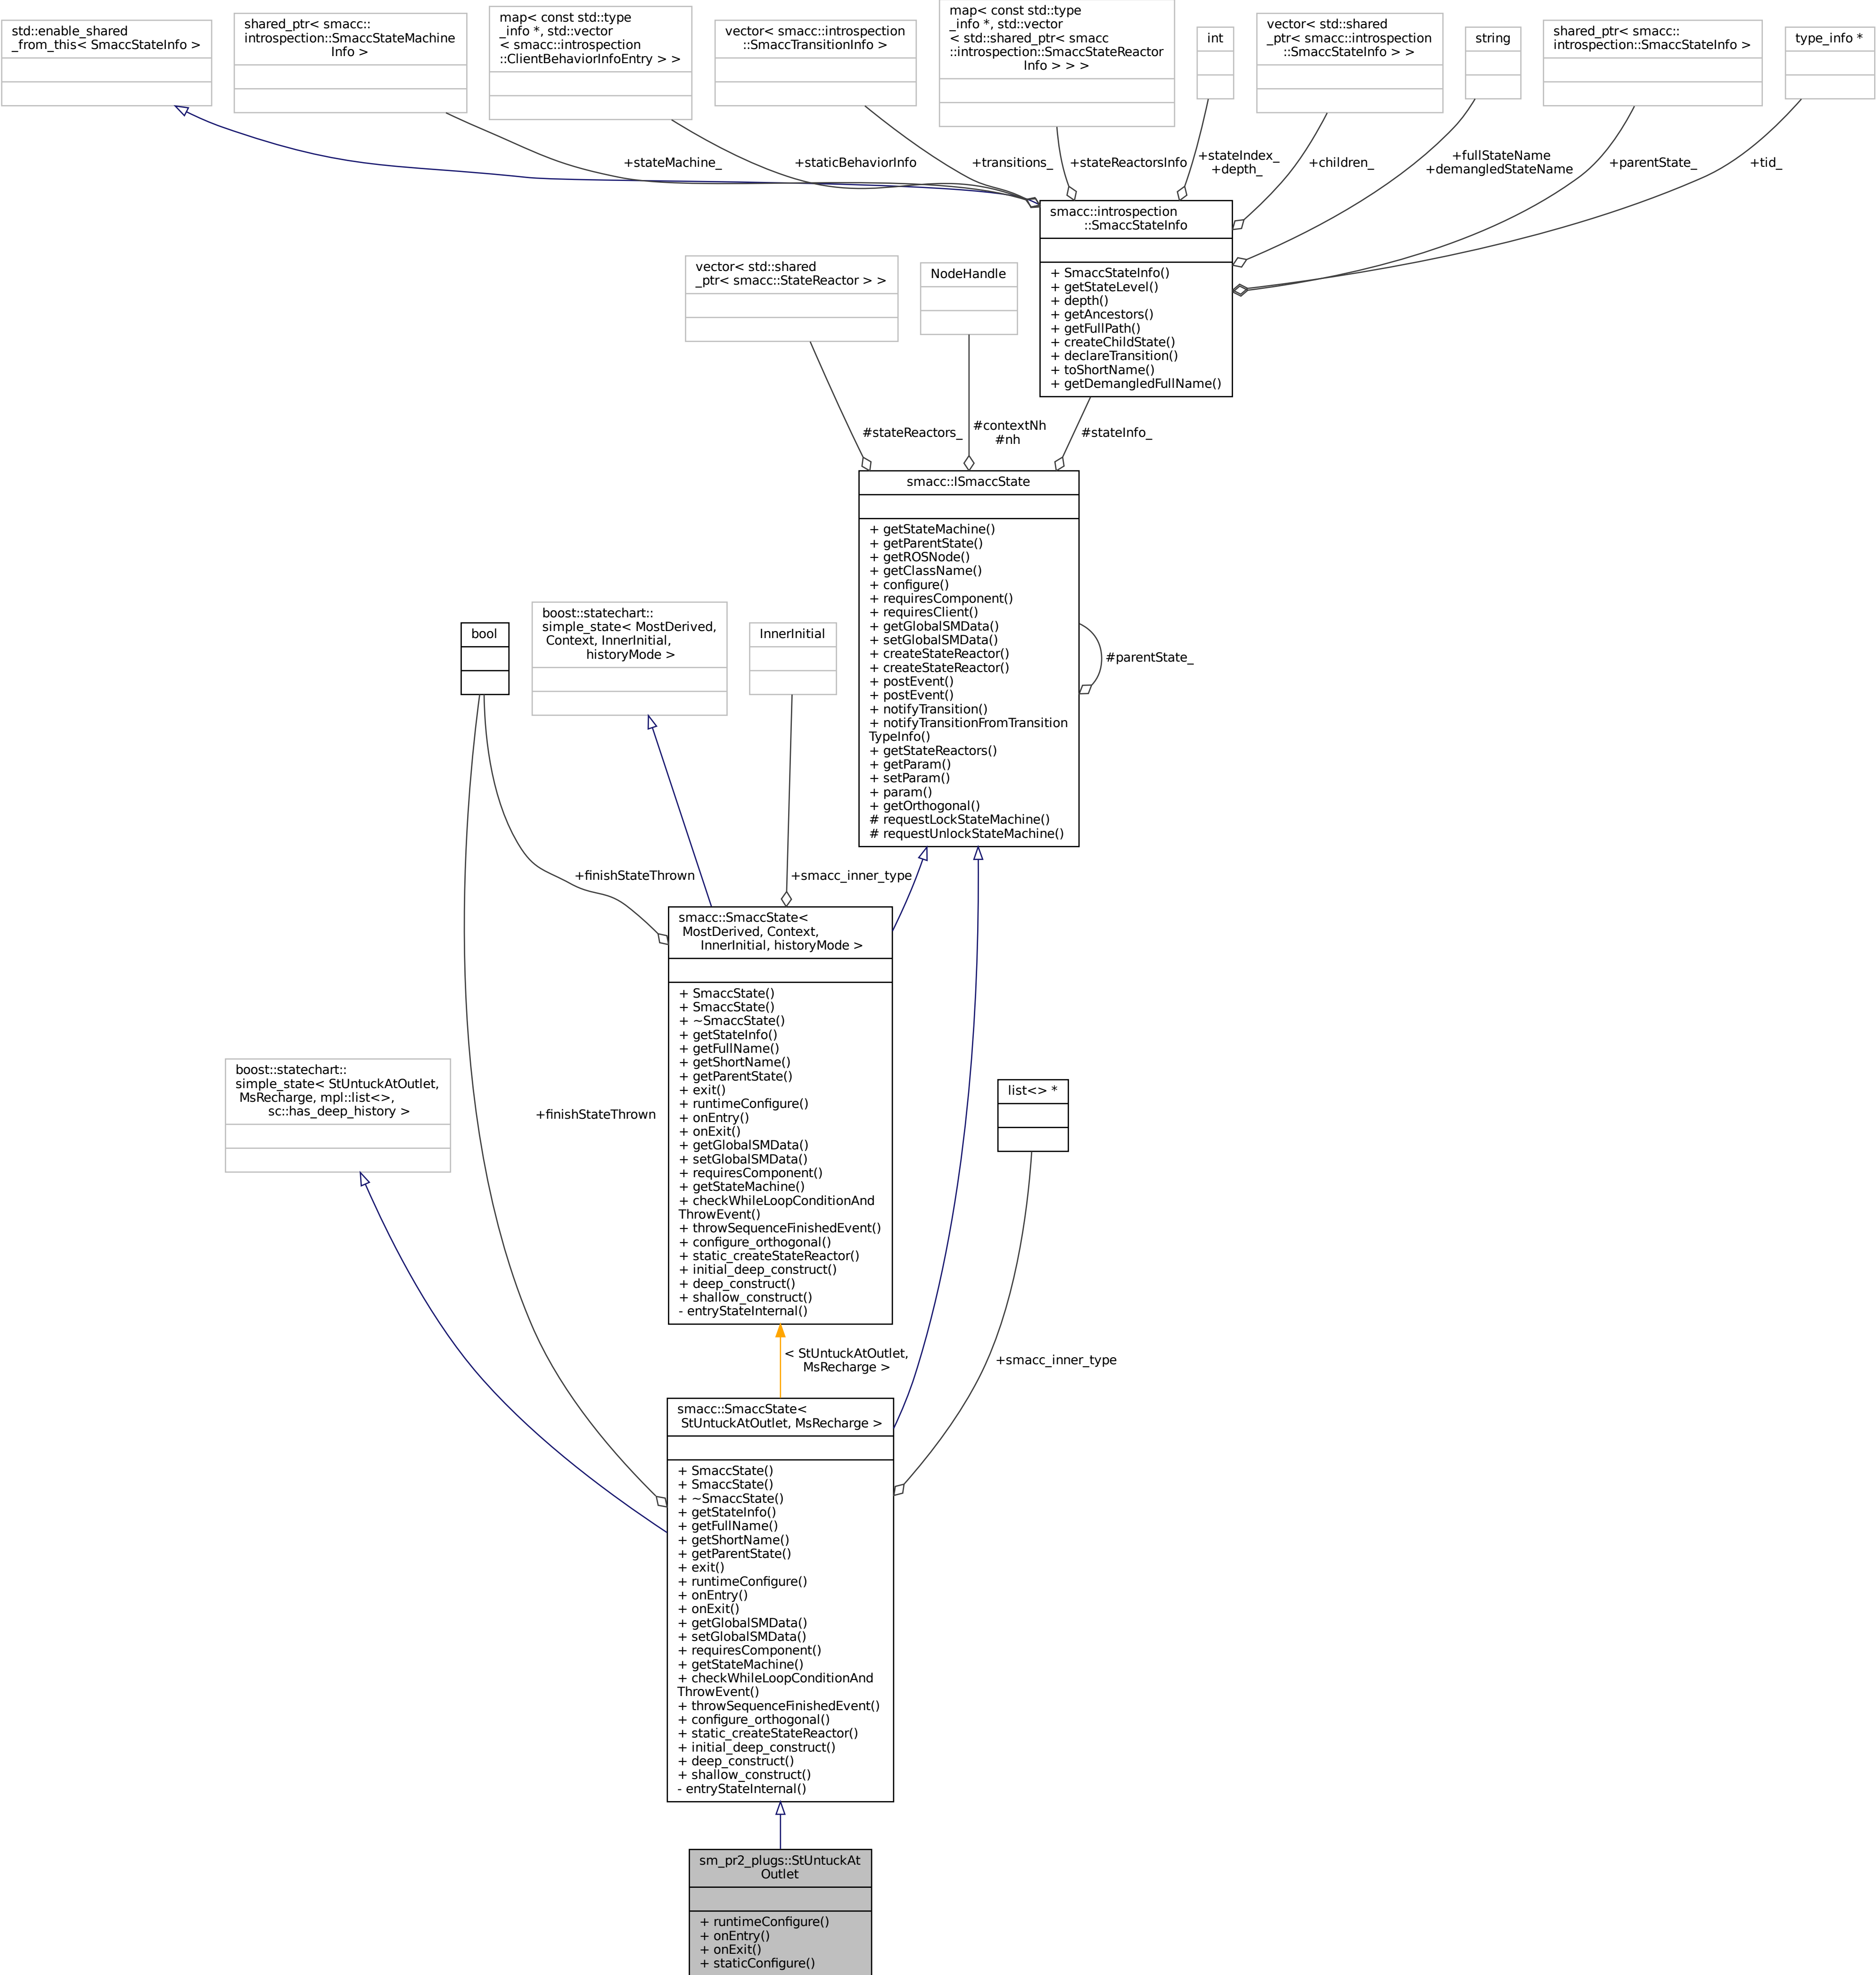 std::enable_shared
_from_this< SmaccStateInfo >
shared_ptr< smacc::
introspection::SmaccStateMachine
Info >
map< const std::type
_info *, std::vector
< smacc::introspection
::ClientBehaviorInfoEntry > >
vector< smacc::introspection
::SmaccTransitionInfo >
map< const std::type
_info *, std::vector
< std::shared_ptr< smacc
::introspection::SmaccStateReactor
Info > > >
int
vector< std::shared
_ptr< smacc::introspection
::SmaccStateInfo > >
string
shared_ptr< smacc::
introspection::SmaccStateInfo >
type_info *
+stateMachine_
+staticBehaviorInfo
+transitions_
+stateReactorsInfo
+stateIndex_
+depth_
+children_
+fullStateName
+demangledStateName
+parentState_
+tid_
smacc::introspection
::SmaccStateInfo
+ SmaccStateInfo()
+ getStateLevel()
+ depth()
+ getAncestors()
+ getFullPath()
+ createChildState()
+ declareTransition()
+ toShortName()
+ getDemangledFullName()
vector< std::shared
_ptr< smacc::StateReactor > >
NodeHandle
#stateReactors_
#contextNh
#nh
#stateInfo_
smacc::ISmaccState
+ getStateMachine()
+ getParentState()
+ getROSNode()
+ getClassName()
+ configure()
+ requiresComponent()
+ requiresClient()
+ getGlobalSMData()
+ setGlobalSMData()
+ createStateReactor()
+ createStateReactor()
+ postEvent()
+ postEvent()
+ notifyTransition()
+ notifyTransitionFromTransition
TypeInfo()
+ getStateReactors()
+ getParam()
+ setParam()
+ param()
+ getOrthogonal()
# requestLockStateMachine()
# requestUnlockStateMachine()
#parentState_
bool
boost::statechart::
simple_state< MostDerived,
Context, InnerInitial,
historyMode >
InnerInitial
+finishStateThrown
+smacc_inner_type
smacc::SmaccState<
MostDerived, Context,
InnerInitial, historyMode >
+ SmaccState()
+ SmaccState()
+ ~SmaccState()
+ getStateInfo()
+ getFullName()
+ getShortName()
+ getParentState()
+ exit()
+ runtimeConfigure()
+ onEntry()
+ onExit()
+ getGlobalSMData()
+ setGlobalSMData()
+ requiresComponent()
+ getStateMachine()
+ checkWhileLoopConditionAnd
ThrowEvent()
+ throwSequenceFinishedEvent()
+ configure_orthogonal()
+ static_createStateReactor()
+ initial_deep_construct()
+ deep_construct()
+ shallow_construct()
- entryStateInternal()
boost::statechart::
simple_state< StUntuckAtOutlet,
MsRecharge, mpl::list<>,
sc::has_deep_history >
+finishStateThrown
list<> *
< StUntuckAtOutlet,
MsRecharge >
+smacc_inner_type
smacc::SmaccState<
StUntuckAtOutlet, MsRecharge >
+ SmaccState()
+ SmaccState()
+ ~SmaccState()
+ getStateInfo()
+ getFullName()
+ getShortName()
+ getParentState()
+ exit()
+ runtimeConfigure()
+ onEntry()
+ onExit()
+ getGlobalSMData()
+ setGlobalSMData()
+ requiresComponent()
+ getStateMachine()
+ checkWhileLoopConditionAnd
ThrowEvent()
+ throwSequenceFinishedEvent()
+ configure_orthogonal()
+ static_createStateReactor()
+ initial_deep_construct()
+ deep_construct()
+ shallow_construct()
- entryStateInternal()
sm_pr2_plugs::StUntuckAt
Outlet
+ runtimeConfigure()
+ onEntry()
+ onExit()
+ staticConfigure()